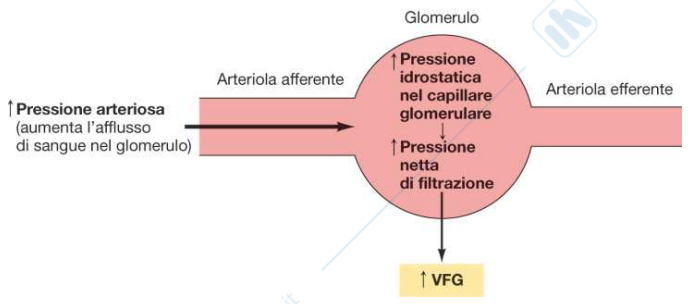 Glomerulo
Arteriola afferente
Arteriola efferente
↑ Pressione arteriosa
(aumenta l'afflusso
di sangue nel glomerulo)
↑ Pressione
idrostatica
nel capillare
glomerulare
↓
↑ Pressione
netta
di filtrazione
↑ VFG